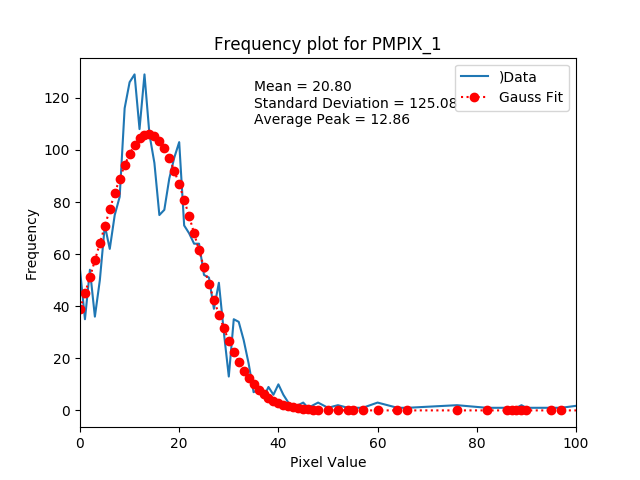 Frequency plot for PMPIX_1
Mean = 20.80
Standard Deviation = 125.08
Average Peak = 12.86
)Data
Gauss Fit
Frequency
120
100
80
60
40
20
0
0 20 40 60 80 100
Pixel Value